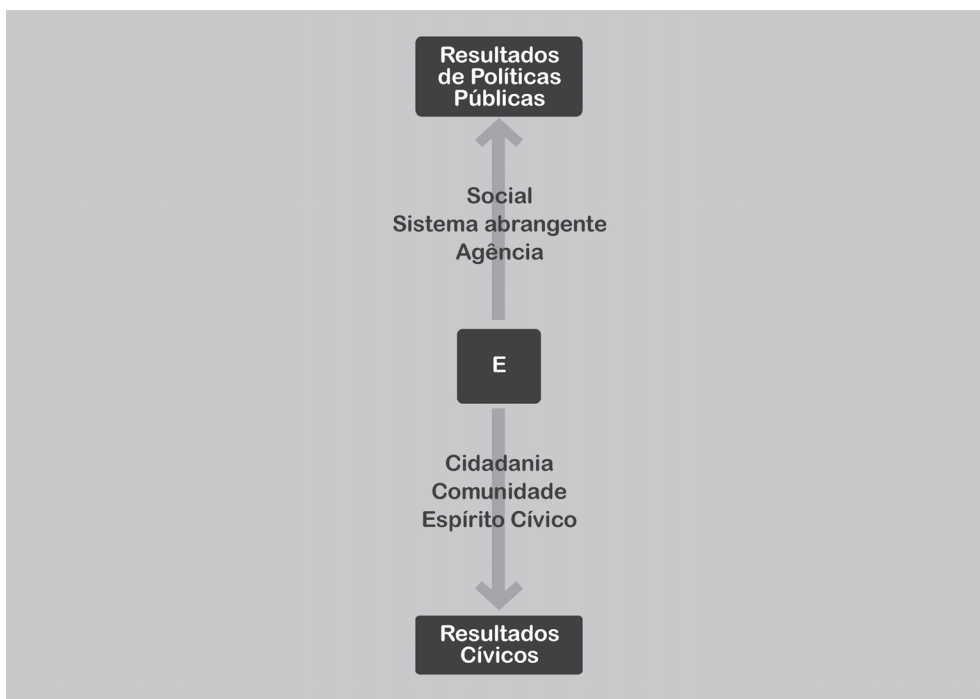 Resultados
de Políticas
Públicas
Social
Sistema abrangente
Agência
E
Cidadania
Comunidade
Espírito Cívico
Resultados
Cívicos